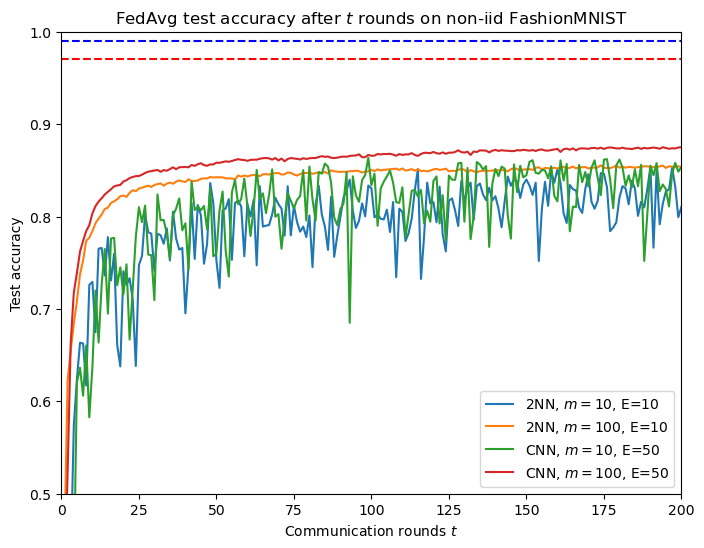 FedAvg test accuracy after t rounds on non-iid FashionMNIST
Test accuracy
1.0
0.9
0.8
0.7
0.6
0.5
0 25 50 75 100 125 150 175 200
Communication rounds t
2NN, m = 10, E=10
2NN, m = 100, E=10
CNN, m = 10, E=50
CNN, m = 100, E=50